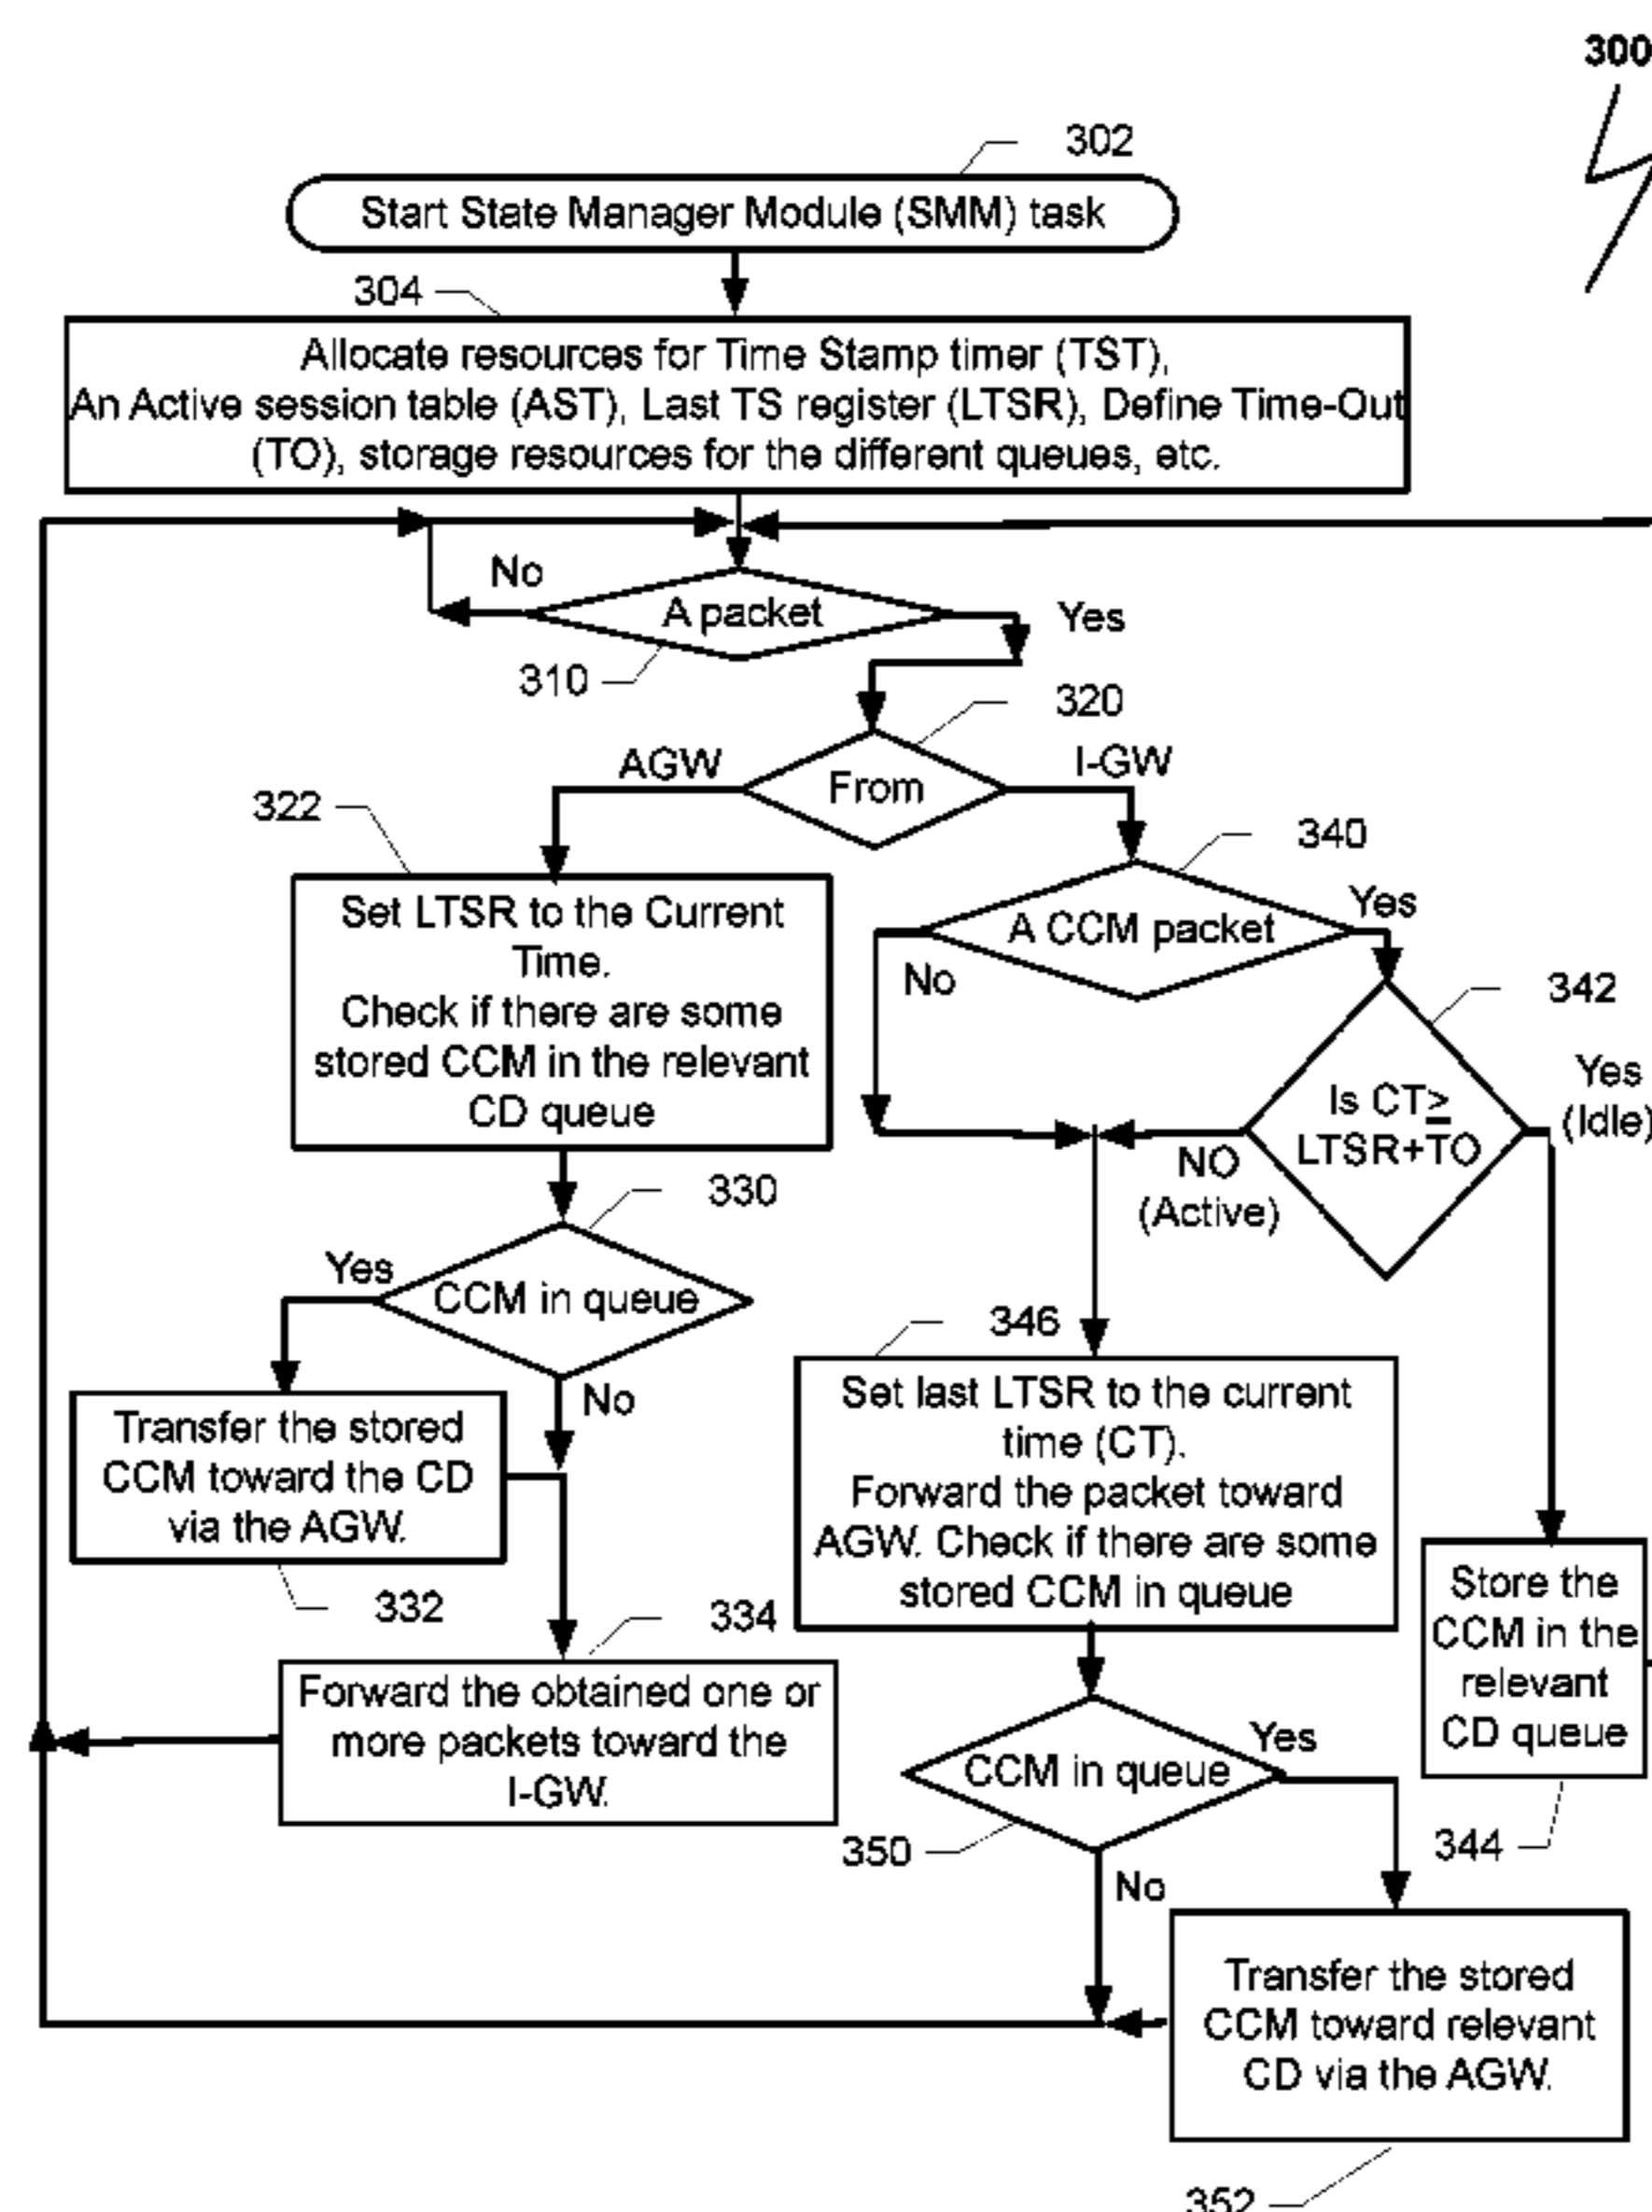 300
302
Start State Manager Module (SMM) task
304
Allocate resources for Time Stamp timer (TST),
An Active session table (AST), Last TS register (LTSR), Define Time-Out
(TO), storage resources for the different queues, etc.
No
A packet
Yes
310
320
AGW
From
I-GW
322
340
Set LTSR to the Current
Time.
Check if there are some
stored CCM in the relevant
CD queue
A CCM packet
Yes
No
342
Is CT≥
LTSR+TO
Yes
(Idle)
NO
(Active)
330
Yes
CCM in queue
No
346
Set last LTSR to the current
time (CT).
Forward the packet toward
AGW. Check if there are some
stored CCM in queue
Transfer the stored
CCM toward the CD
via the AGW.
332
334
Store the
CCM in the
relevant
CD queue
344
Forward the obtained one or
more packets toward the
I-GW.
CCM in queue
Yes
350
No
Transfer the stored
CCM toward relevant
CD via the AGW.
352